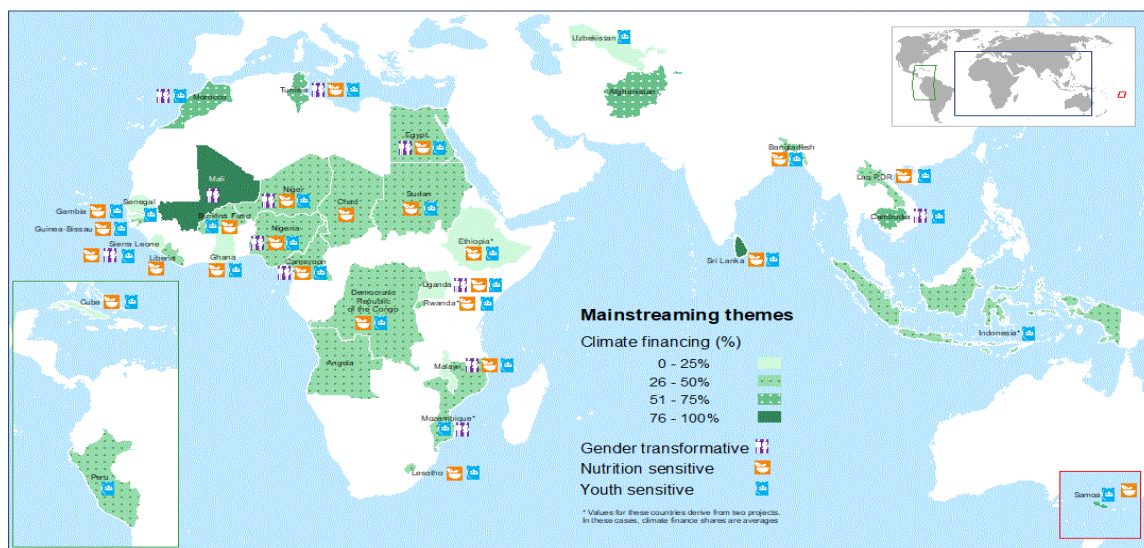 Uzbekistan
Afghanistan
Morocco
Tunisia
Egypt
Bangladesh
Lao PDR
Cambodia
Mali
Niger
Chad
Sudan
Senegal
Gambia
Burkina Faso
Guinea-Bissau
Nigeria
Sierra Leone
Liberia
Ghana
Cameroon
Ethiopia*
Sri Lanka
Uganda
Rwanda*
Democratic
Republic
of the Congo
Cuba
Indonesia*
Angola
Malawi
Mozambique*
Lesotho
Peru
Samoa
Mainstreaming themes
Climate financing (%)
0 - 25%
26 - 50%
51 - 75%
76 - 100%
Gender transformative
Nutrition sensitive
Youth sensitive
* Values for these countries derive from two projects.
In these cases, climate finance shares are averages